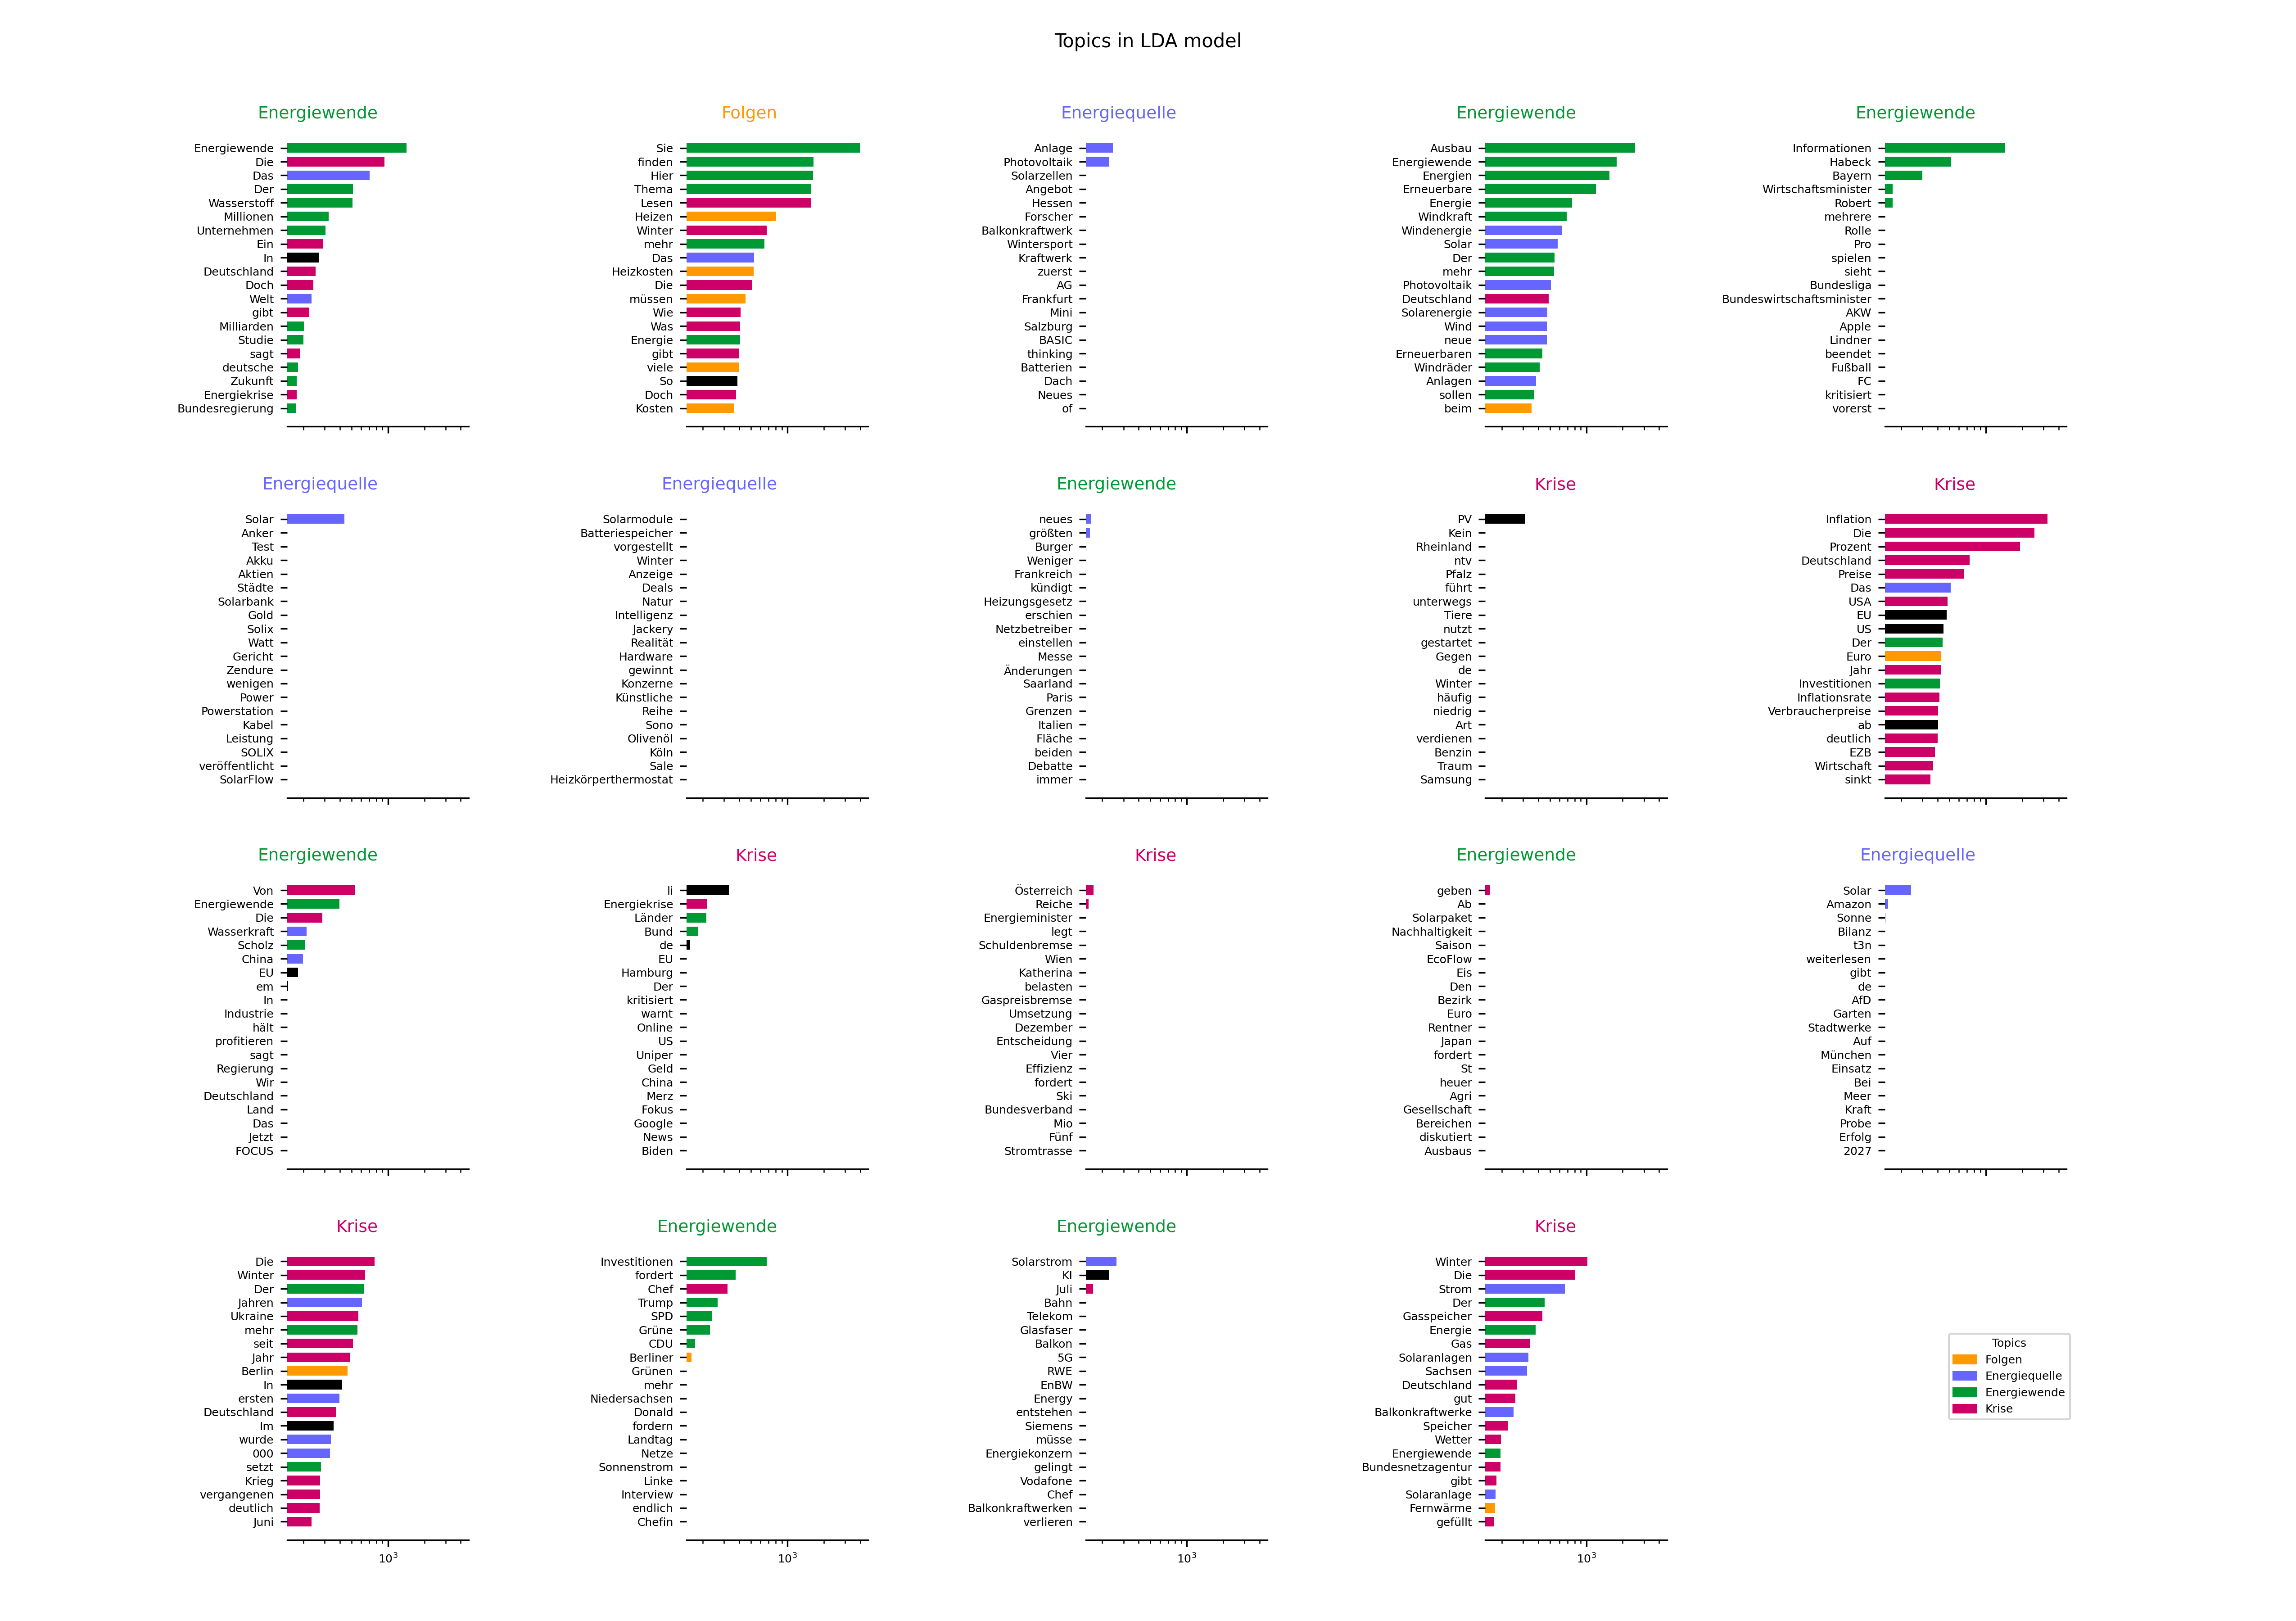 Topics in LDA model
Energiewende
Energiewende
Die
Das
Der
Wasserstoff
Millionen
Unternehmen
Ein
In
Deutschland
Doch
Welt
gibt
Milliarden
Studie
sagt
deutsche
Zukunft
Energiekrise
Bundesregierung
Folgen
Sie
finden
Hier
Thema
Lesen
Heizen
Winter
mehr
Das
Heizkosten
Die
müssen
Wie
Was
Energie
gibt
viele
So
Doch
Kosten
Energiequelle
Anlage
Photovoltaik
Solarzellen
Angebot
Hessen
Forscher
Balkonkraftwerk
Wintersport
Kraftwerk
zuerst
AG
Frankfurt
Mini
Salzburg
BASIC
thinking
Batterien
Dach
Neues
of
Energiewende
Ausbau
Energiewende
Energien
Erneuerbare
Energie
Windkraft
Windenergie
Solar
Der
mehr
Photovoltaik
Deutschland
Solarenergie
Wind
neue
Erneuerbaren
Windräder
Anlagen
sollen
beim
Energiewende
Informationen
Habeck
Bayern
Wirtschaftsminister
Robert
mehrere
Rolle
Pro
spielen
sieht
Bundesliga
Bundeswirtschaftsminister
AKW
Apple
Lindner
beendet
Fußball
FC
kritisiert
vorerst
Energiequelle
Solar
Anker
Test
Akku
Aktien
Städte
Solarbank
Gold
Solix
Watt
Gericht
Zendure
wenigen
Power
Powerstation
Kabel
Leistung
SOLIX
veröffentlicht
SolarFlow
Energiequelle
Solarmodule
Batteriespeicher
vorgestellt
Winter
Anzeige
Deals
Natur
Intelligenz
Jackery
Realität
Hardware
gewinnt
Konzerne
Künstliche
Reihe
Sono
Olivenöl
Köln
Sale
Heizkörperthermostat
Energiewende
neues
größten
Burger
Weniger
Frankreich
kündigt
Heizungsgesetz
erschien
Netzbetreiber
einstellen
Messe
Änderungen
Saarland
Paris
Grenzen
Italien
Fläche
beiden
Debatte
immer
Krise
PV
Kein
Rheinland
ntv
Pfalz
führt
unterwegs
Tiere
nutzt
gestartet
Gegen
de
Winter
häufig
niedrig
Art
verdienen
Benzin
Traum
Samsung
Krise
Inflation
Die
Prozent
Deutschland
Preise
Das
USA
EU
US
Der
Euro
Jahr
Investitionen
Inflationsrate
Verbraucherpreise
ab
deutlich
EZB
Wirtschaft
sinkt
Energiewende
Von
Energiewende
Die
Wasserkraft
Scholz
China
EU
em
In
Industrie
hält
profitieren
sagt
Regierung
Wir
Deutschland
Land
Das
Jetzt
FOCUS
Krise
li
Energiekrise
Länder
Bund
de
EU
Hamburg
Der
kritisiert
warnt
Online
US
Uniper
Geld
China
Merz
Fokus
Google
News
Biden
Krise
Österreich
Reiche
Energieminister
legt
Schuldenbremse
Wien
Katherina
belasten
Gaspreisbremse
Umsetzung
Dezember
Entscheidung
Vier
Effizienz
fordert
Ski
Bundesverband
Mio
Fünf
Stromtrasse
Energiewende
geben
Ab
Solarpaket
Nachhaltigkeit
Saison
EcoFlow
Eis
Den
Bezirk
Euro
Rentner
Japan
fordert
St
heuer
Agri
Gesellschaft
Bereichen
diskutiert
Ausbaus
Energiequelle
Solar
Amazon
Sonne
Bilanz
t3n
weiterlesen
gibt
de
AfD
Garten
Stadtwerke
Auf
München
Einsatz
Bei
Meer
Kraft
Probe
Erfolg
2027
Krise
Die
Winter
Der
Jahren
Ukraine
mehr
seit
Jahr
Berlin
In
ersten
Deutschland
Im
wurde
000
setzt
Krieg
vergangenen
deutlich
Juni
10³
Energiewende
Investitionen
fordert
Chef
Trump
SPD
Grüne
CDU
Berliner
Grünen
mehr
Niedersachsen
Donald
fordern
Landtag
Netze
Sonnenstrom
Linke
Interview
endlich
Chefin
10³
Energiewende
Solarstrom
KI
Juli
Bahn
Telekom
Glasfaser
Balkon
5G
RWE
EnBW
Energy
entstehen
Siemens
müsse
Energiekonzern
gelingt
Vodafone
Chef
Balkonkraftwerken
verlieren
10³
Krise
Winter
Die
Strom
Der
Gasspeicher
Energie
Gas
Solaranlagen
Sachsen
Deutschland
gut
Balkonkraftwerke
Speicher
Wetter
Energiewende
Bundesnetzagentur
gibt
Solaranlage
Fernwärme
gefüllt
10³
Topics
Folgen
Energiequelle
Energiewende
Krise